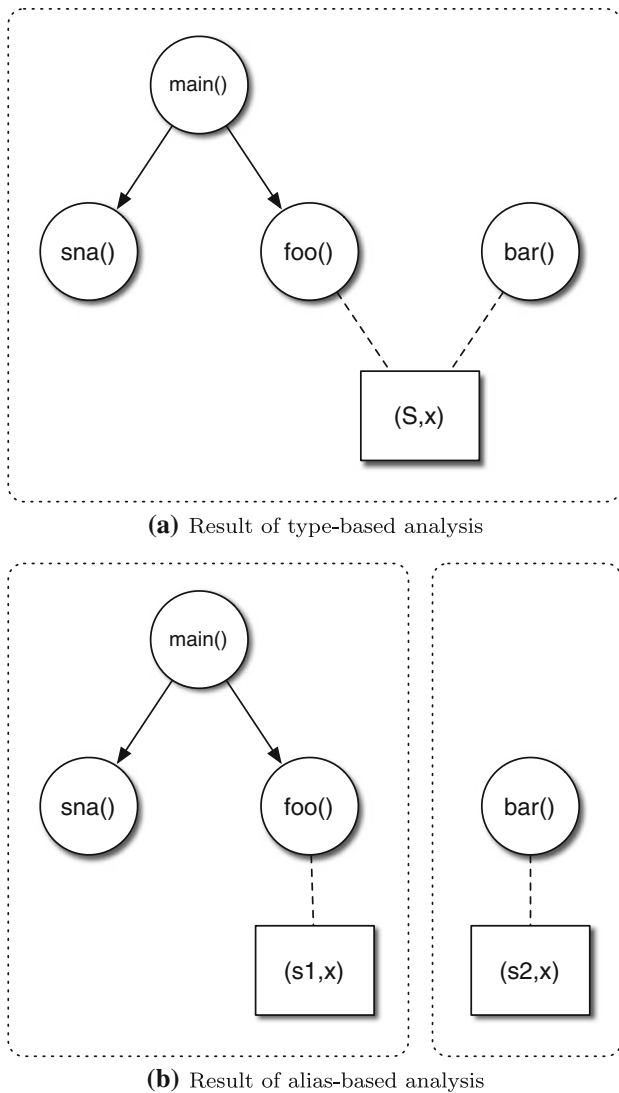 main()
sna()
foo()
bar()
(S,x)
(a) Result of type-based analysis
main()
sna()
foo()
bar()
(s1,x)
(s2,x)
(b) Result of alias-based analysis